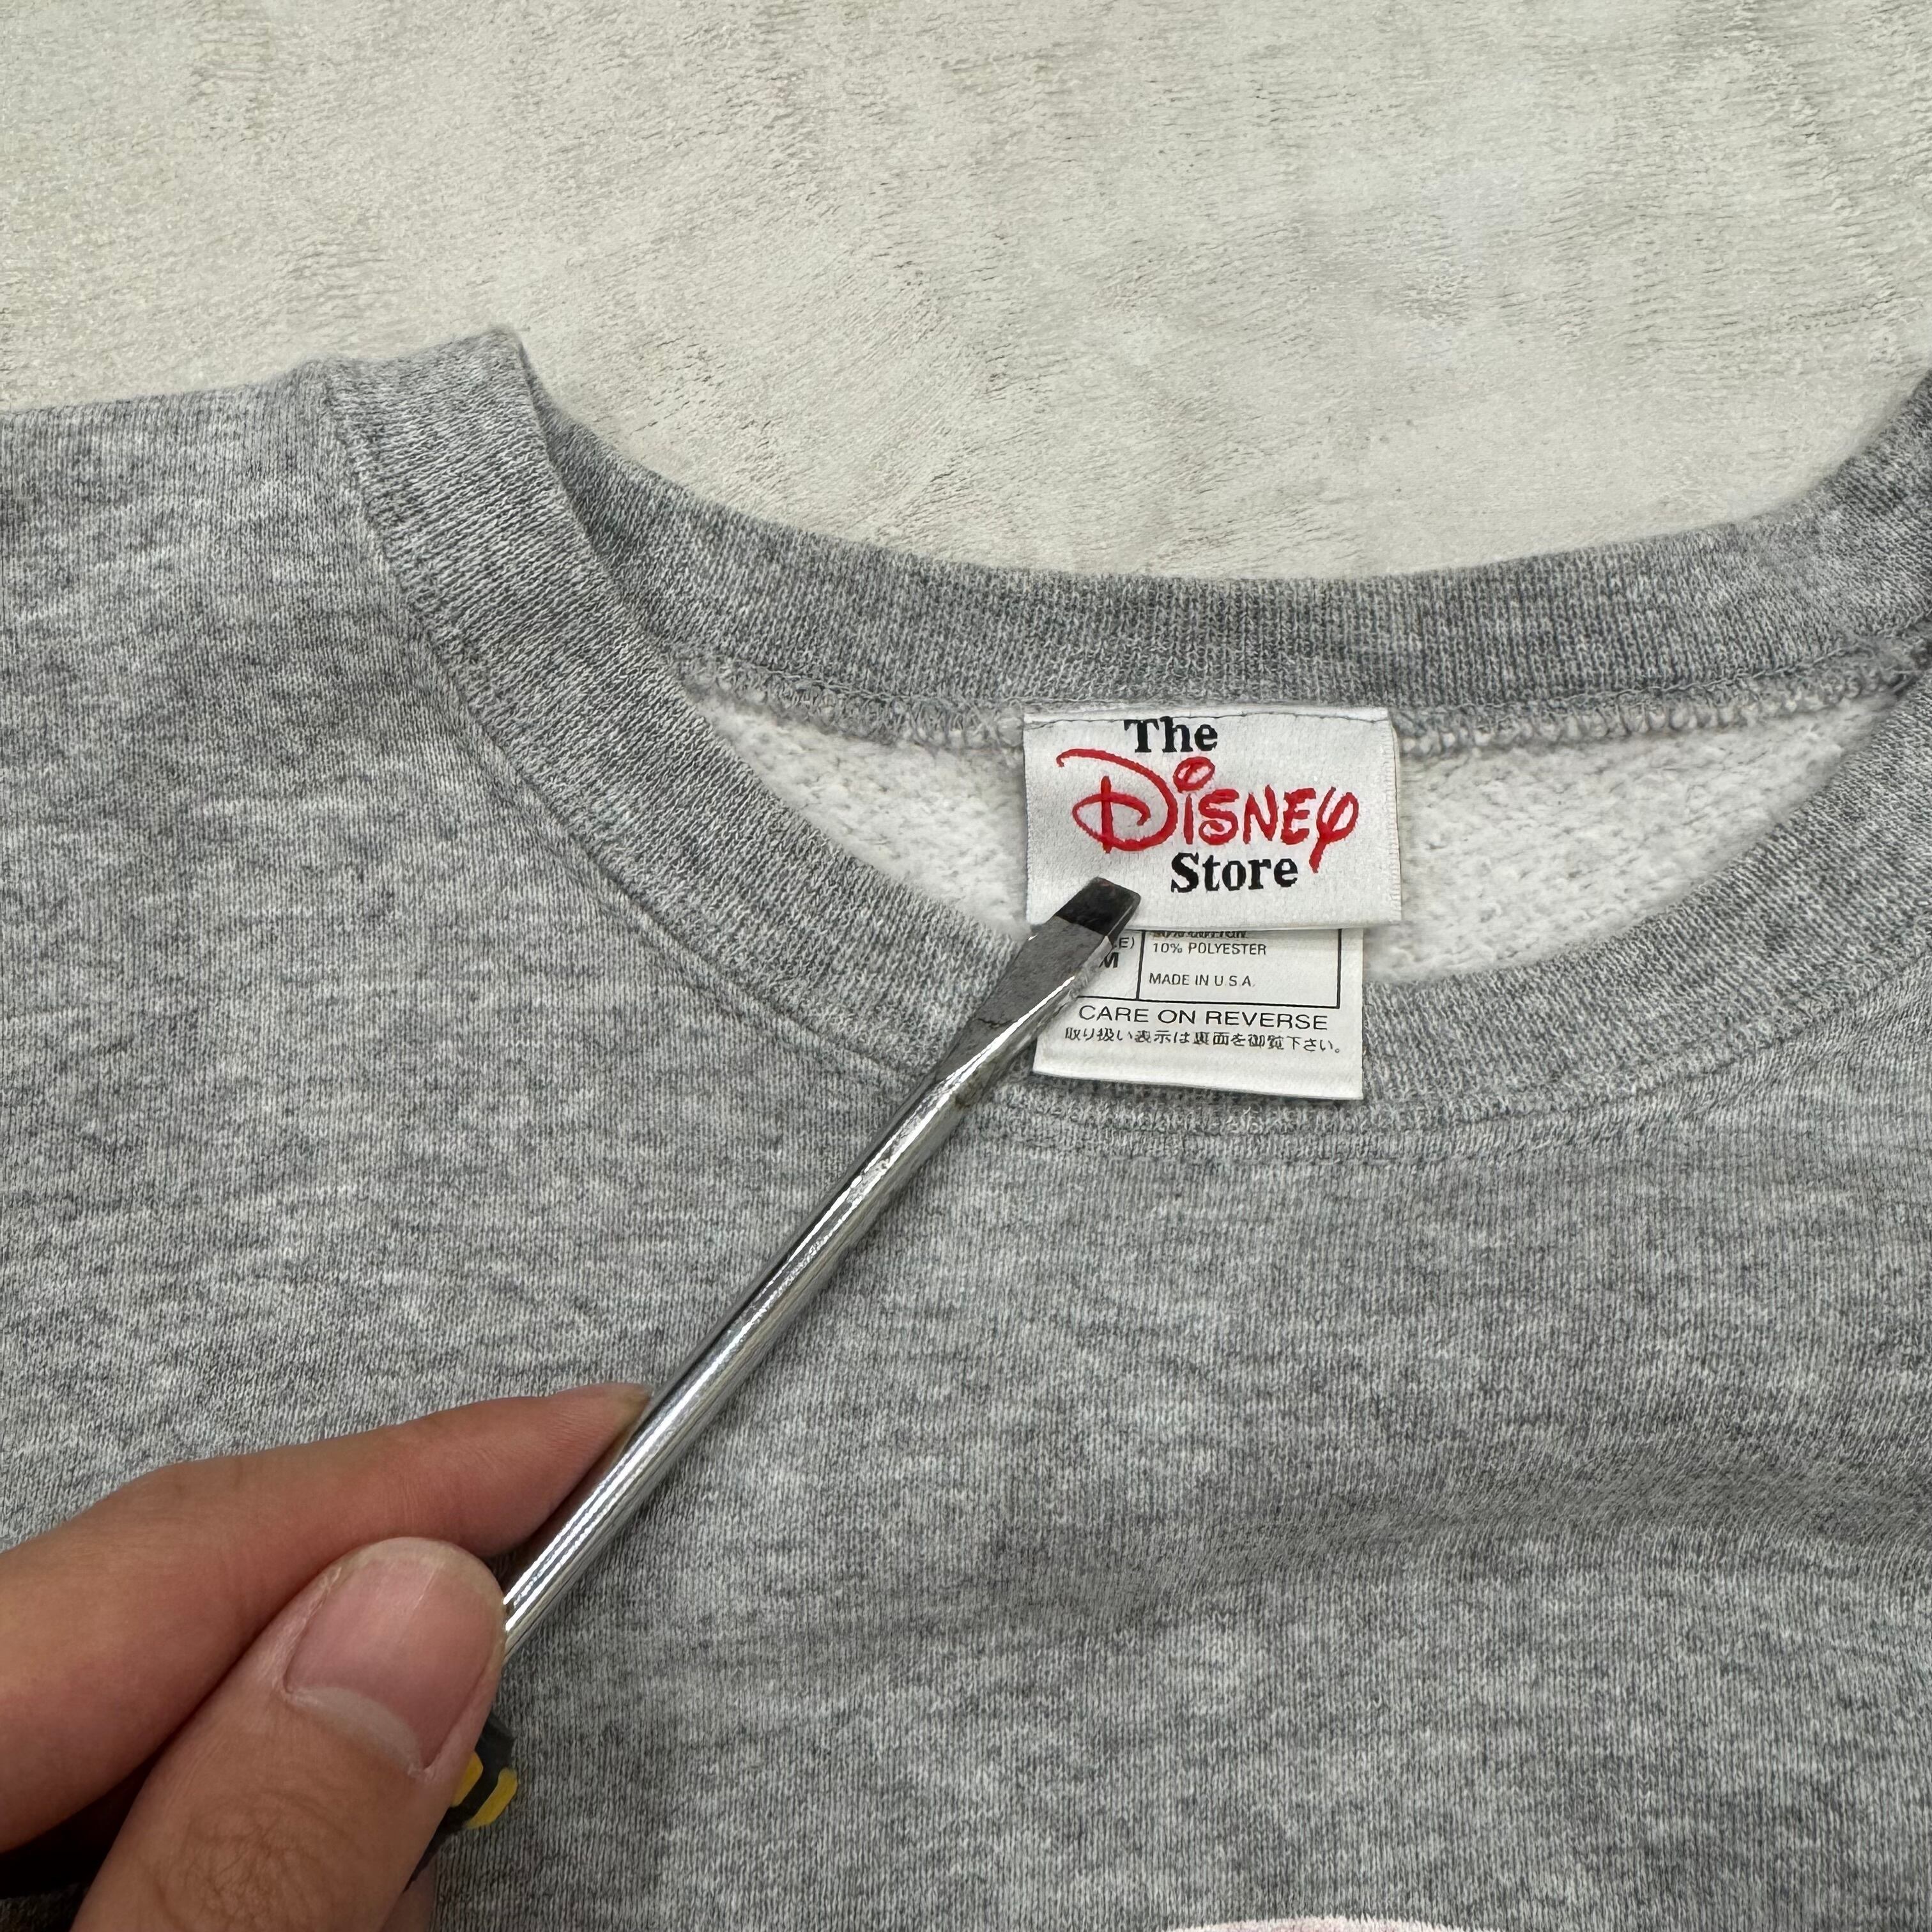 The
Disney
Store
10% POLYESTER
M
MADE IN U.S.A.
CARE ON REVERSE
取り扱い表示は裏面を御覧下さい。